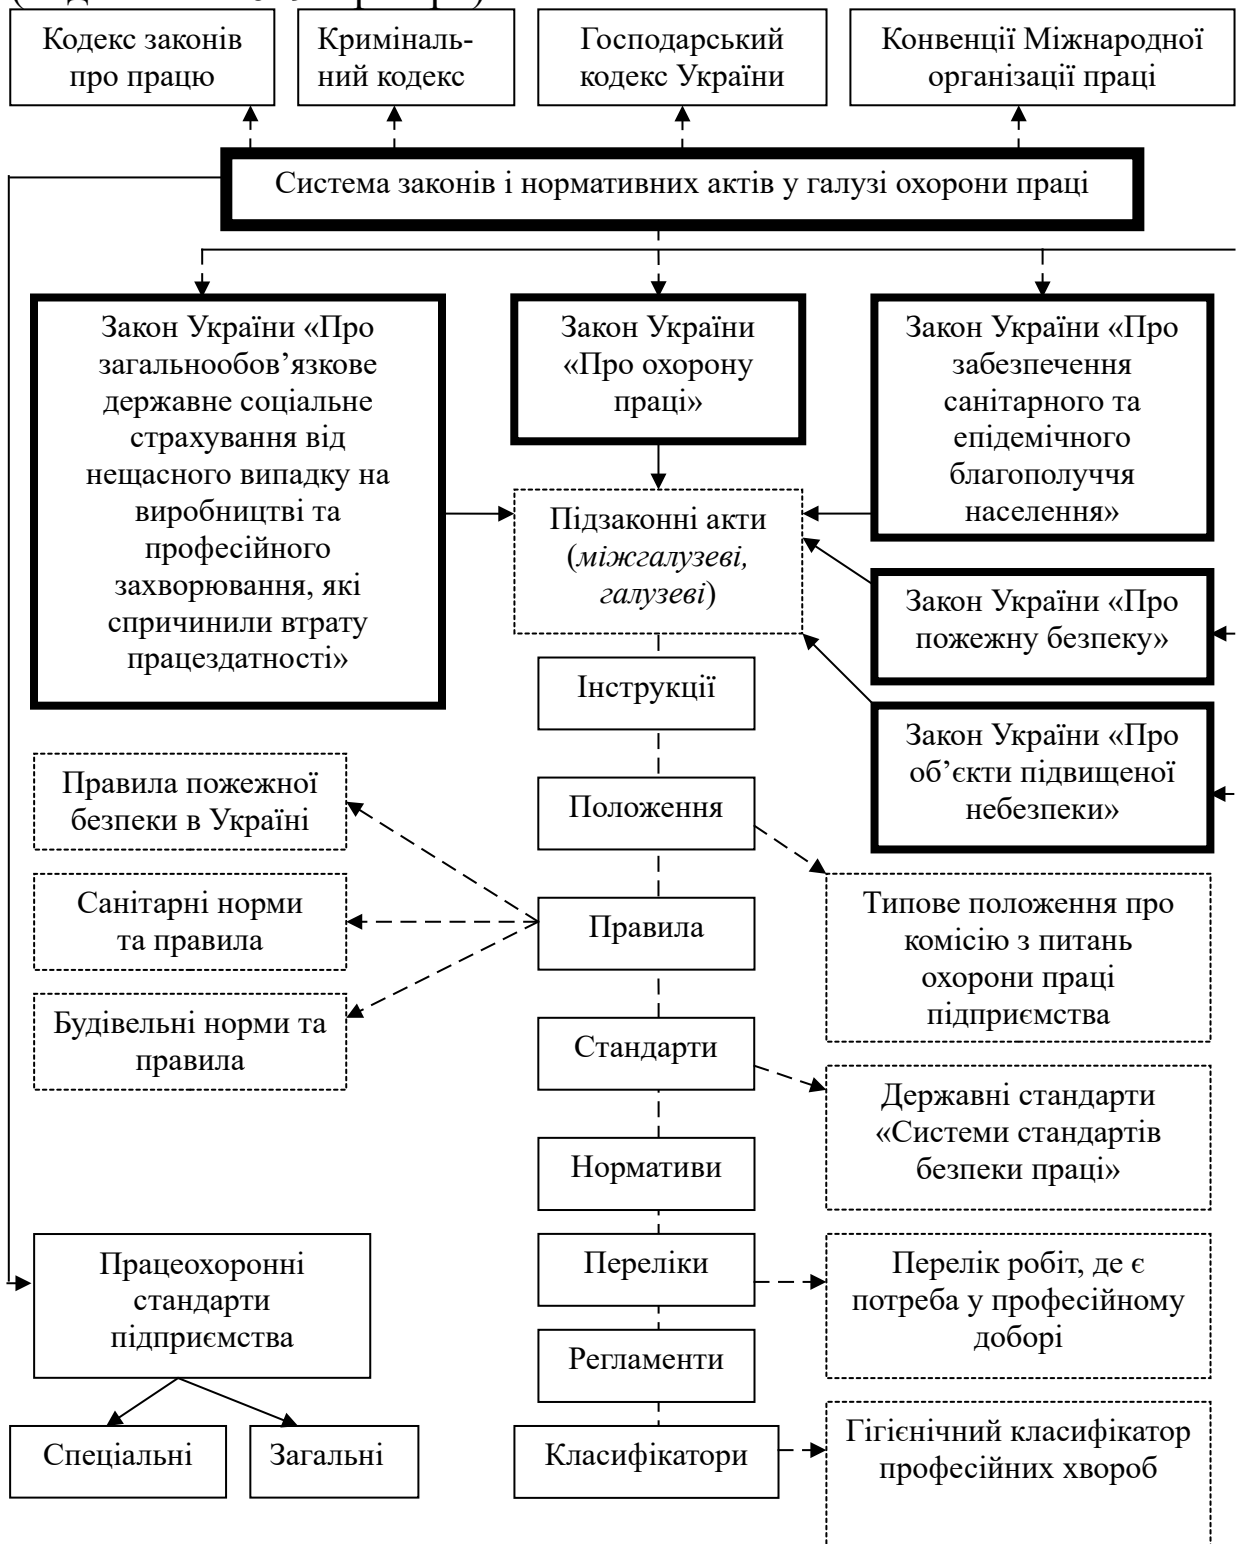 Кодекс законів
про працю
Криміналь-
ний кодекс
Господарський
кодекс України
Конвенції Міжнародної
організації праці
Система законів і нормативних актів у галузі охорони праці
Закон України «Про
загальнообов’язкове
державне соціальне
страхування від
нещасного випадку на
виробництві та
професійного
захворювання, які
спричинили втрату
працездатності»
Закон України
«Про охорону
праці»
Закон України «Про
забезпечення
санітарного та
епідемічного
благополуччя
населення»
Підзаконні акти
(міжгалузеві,
галузеві)
Закон України «Про
пожежну безпеку»
Закон України «Про
об’єкти підвищеної
небезпеки»
Інструкції
Положення
Правила
Стандарти
Нормативи
Переліки
Регламенти
Класифікатори
Правила пожежної
безпеки в Україні
Санітарні норми
та правила
Будівельні норми та
правила
Типове положення про
комісію з питань
охорони праці
підприємства
Державні стандарти
«Системи стандартів
безпеки праці»
Перелік робіт, де є
потреба у професійному
доборі
Гігієнічний класифікатор
професійних хвороб
Працеохоронні
стандарти
підприємства
Спеціальні
Загальні